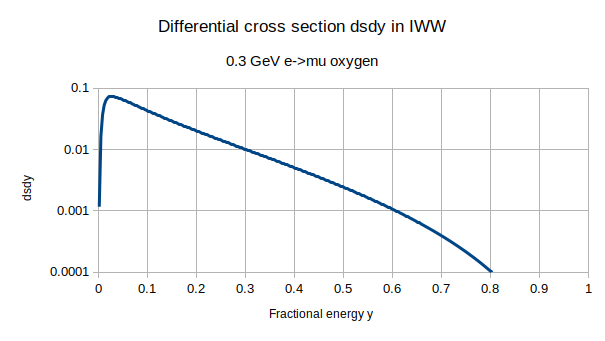 Differential cross section dsdy in IWW
0.3 GeV e->mu oxygen
0.1
0.01
0.001
0.0001
dsdy
0 0.1 0.2 0.3 0.4 0.5 0.6 0.7 0.8 0.9 1
Fractional energy y